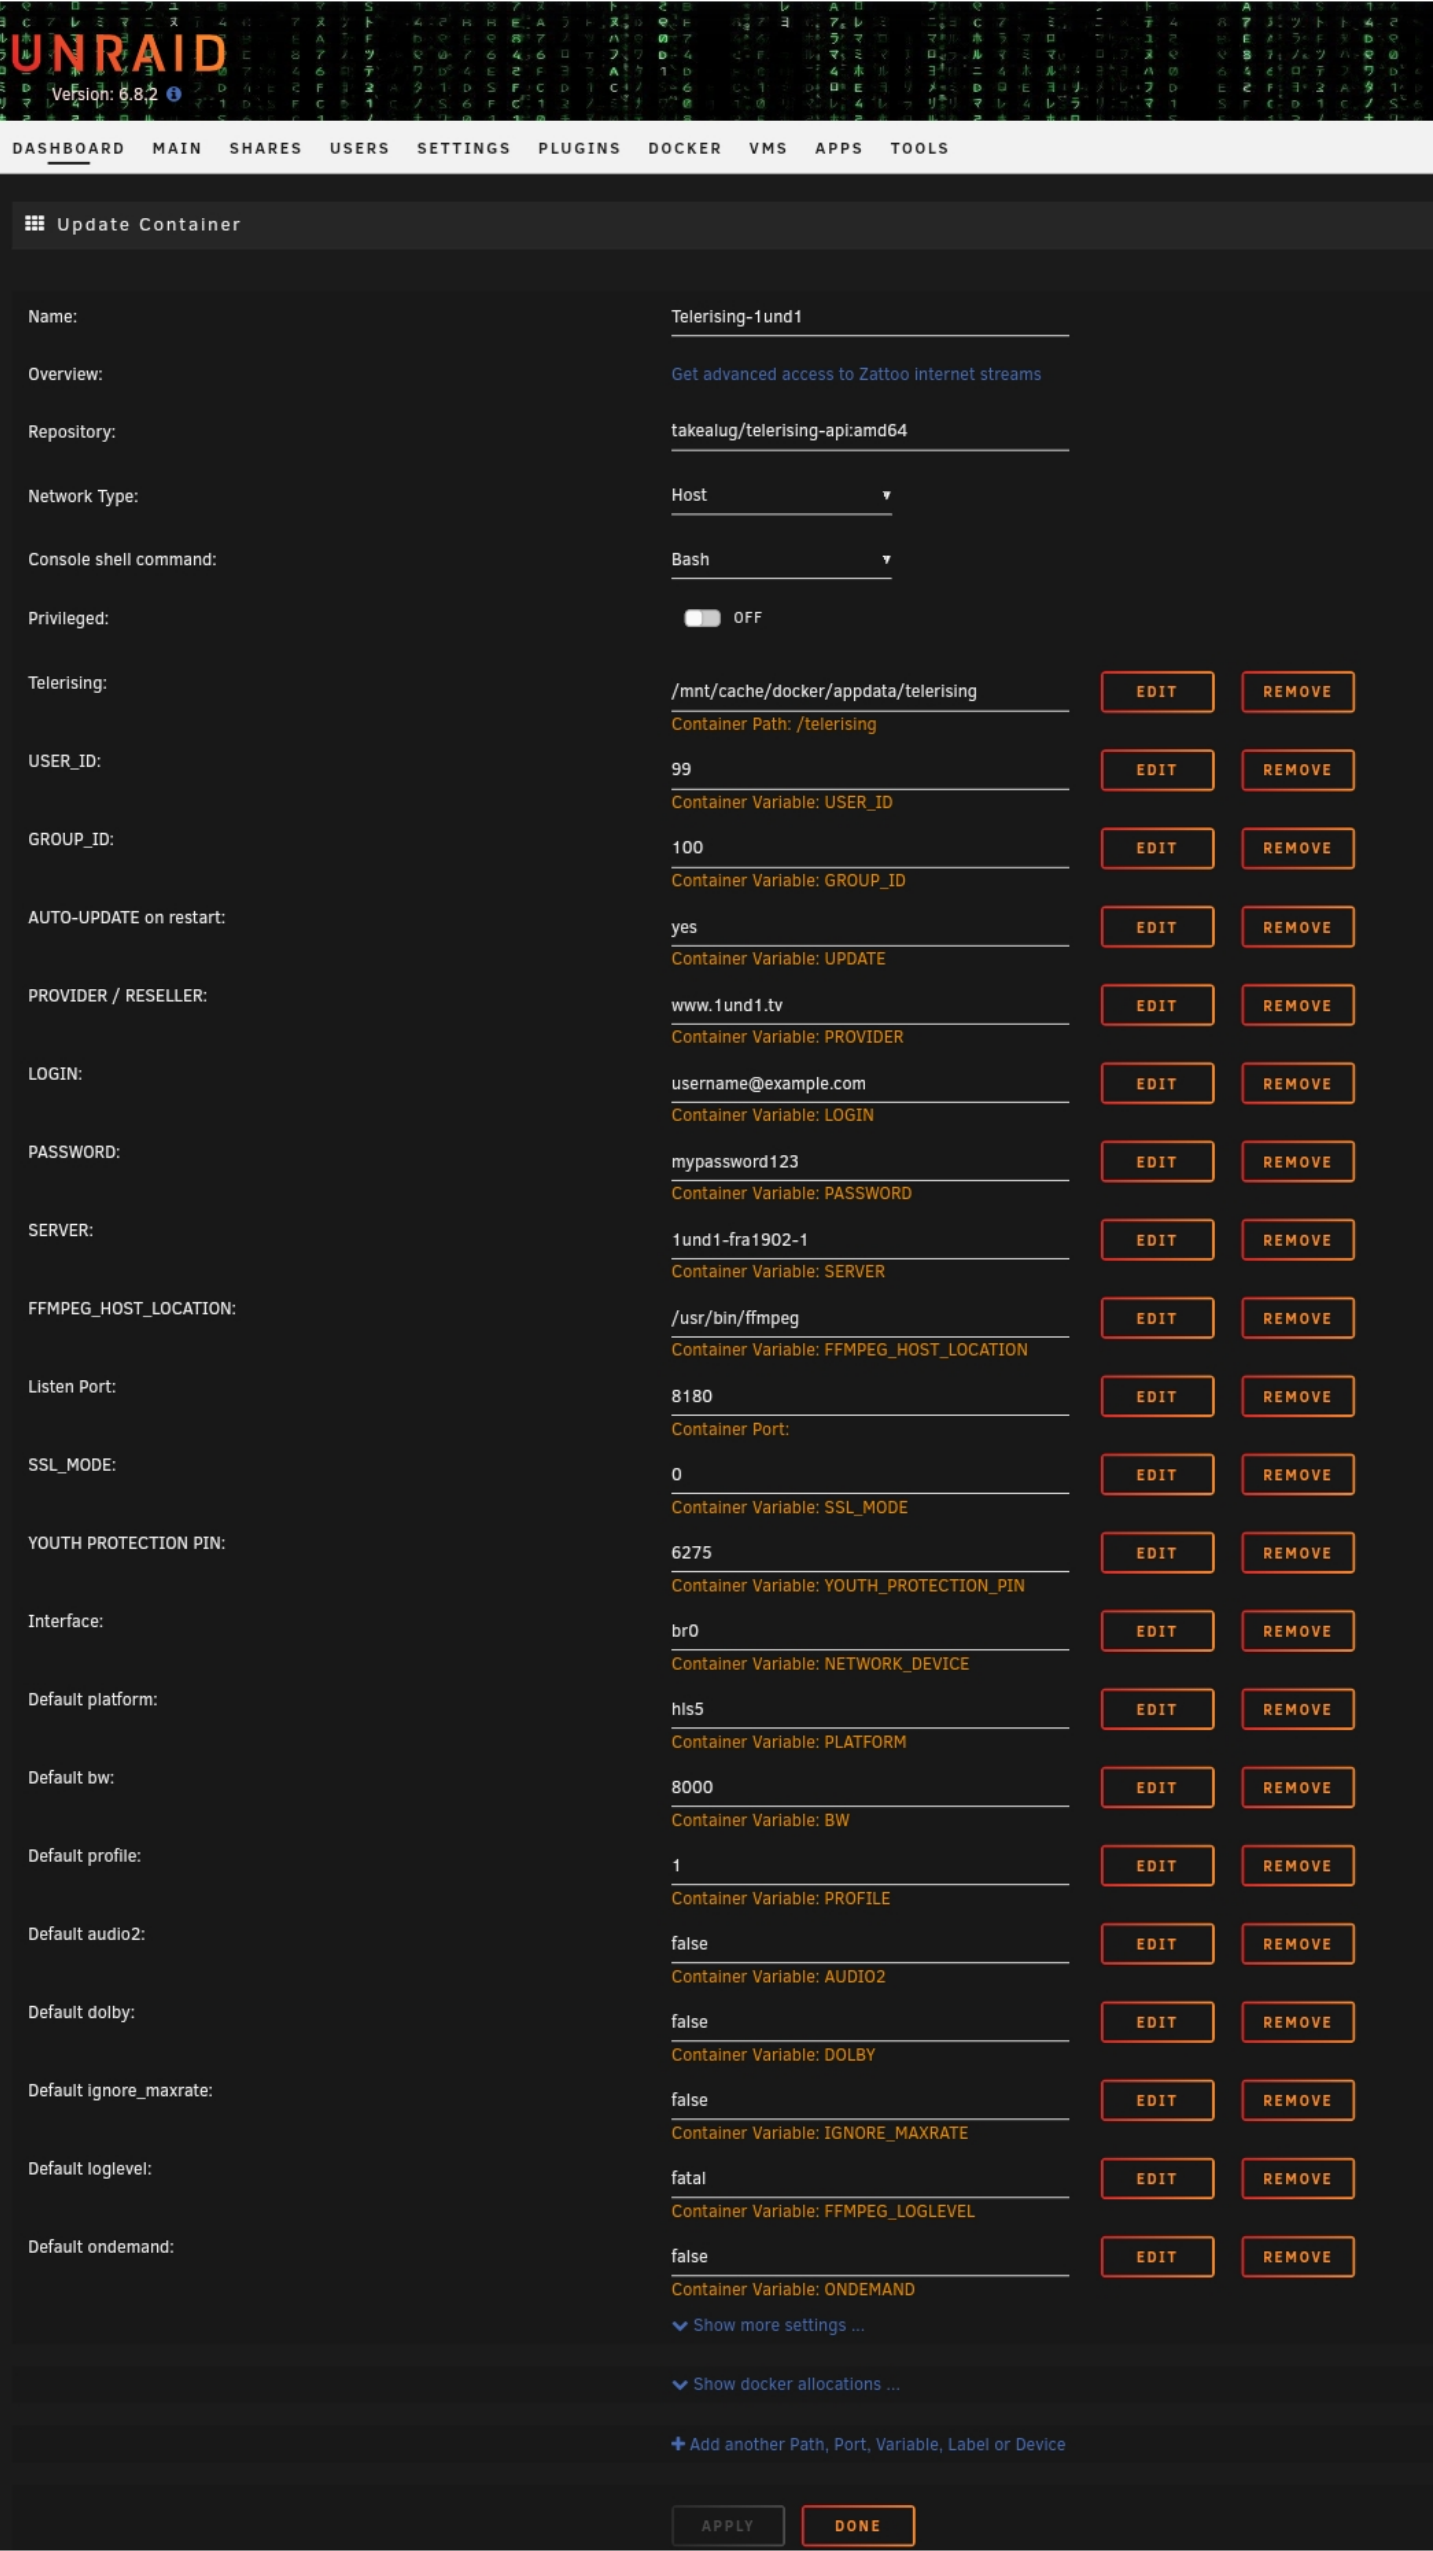 UNRAID
Version: 6.8.2
DASHBOARD MAIN SHARES USERS SETTINGS PLUGINS DOCKER VMS APPS TOOLS
Update Container
Name: Telerising-1und1
Overview: Get advanced access to Zattoo internet streams
Repository: takealug/telerising-api:amd64
Network Type: Host
Console shell command: Bash
Privileged: OFF
Telerising: /mnt/cache/docker/appdata/telerising EDIT REMOVE
Container Path: /telerising
USER_ID: 99 EDIT REMOVE
Container Variable: USER_ID
GROUP_ID: 100 EDIT REMOVE
Container Variable: GROUP_ID
AUTO-UPDATE on restart: yes EDIT REMOVE
Container Variable: UPDATE
PROVIDER / RESELLER: www.1und1.tv EDIT REMOVE
Container Variable: PROVIDER
LOGIN: username@example.com EDIT REMOVE
Container Variable: LOGIN
PASSWORD: mypassword123 EDIT REMOVE
Container Variable: PASSWORD
SERVER: 1und1-fra1902-1 EDIT REMOVE
Container Variable: SERVER
FFMPEG_HOST_LOCATION: /usr/bin/ffmpeg EDIT REMOVE
Container Variable: FFMPEG_HOST_LOCATION
Listen Port: 8180 EDIT REMOVE
Container Port:
SSL_MODE: 0 EDIT REMOVE
Container Variable: SSL_MODE
YOUTH PROTECTION PIN: 6275 EDIT REMOVE
Container Variable: YOUTH_PROTECTION_PIN
Interface: br0 EDIT REMOVE
Container Variable: NETWORK_DEVICE
Default platform: hls5 EDIT REMOVE
Container Variable: PLATFORM
Default bw: 8000 EDIT REMOVE
Container Variable: BW
Default profile: 1 EDIT REMOVE
Container Variable: PROFILE
Default audio2: false EDIT REMOVE
Container Variable: AUDIO2
Default dolby: false EDIT REMOVE
Container Variable: DOLBY
Default ignore_maxrate: false EDIT REMOVE
Container Variable: IGNORE_MAXRATE
Default loglevel: fatal EDIT REMOVE
Container Variable: FFMPEG_LOGLEVEL
Default ondemand: false EDIT REMOVE
Container Variable: ONDEMAND
Show more settings ...
Show docker allocations ...
Add another Path, Port, Variable, Label or Device
APPLY DONE